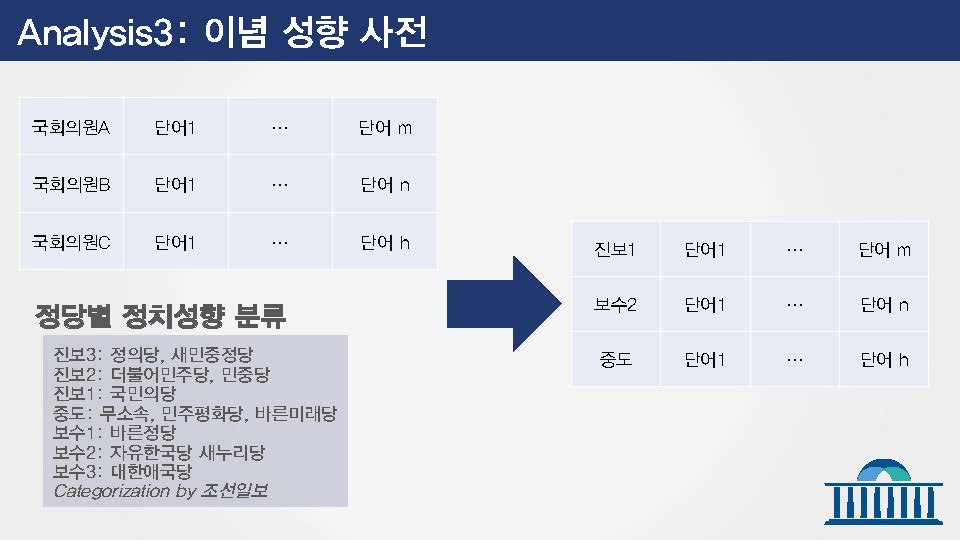 Analysis3: 이념 성향 사전
국회의원A 단어1 … 단어 m
국회의원B 단어1 … 단어 n
국회의원C 단어1 … 단어 h
정당별 정치성향 분류
진보3: 정의당, 새민중정당
진보2: 더불어민주당, 민중당
진보1: 국민의당
중도: 무소속, 민주평화당, 바른미래당
보수1: 바른정당
보수2: 자유한국당 새누리당
보수3: 대한애국당
Categorization by 조선일보
진보1 단어1 … 단어 m
보수2 단어1 … 단어 n
중도 단어1 … 단어 h